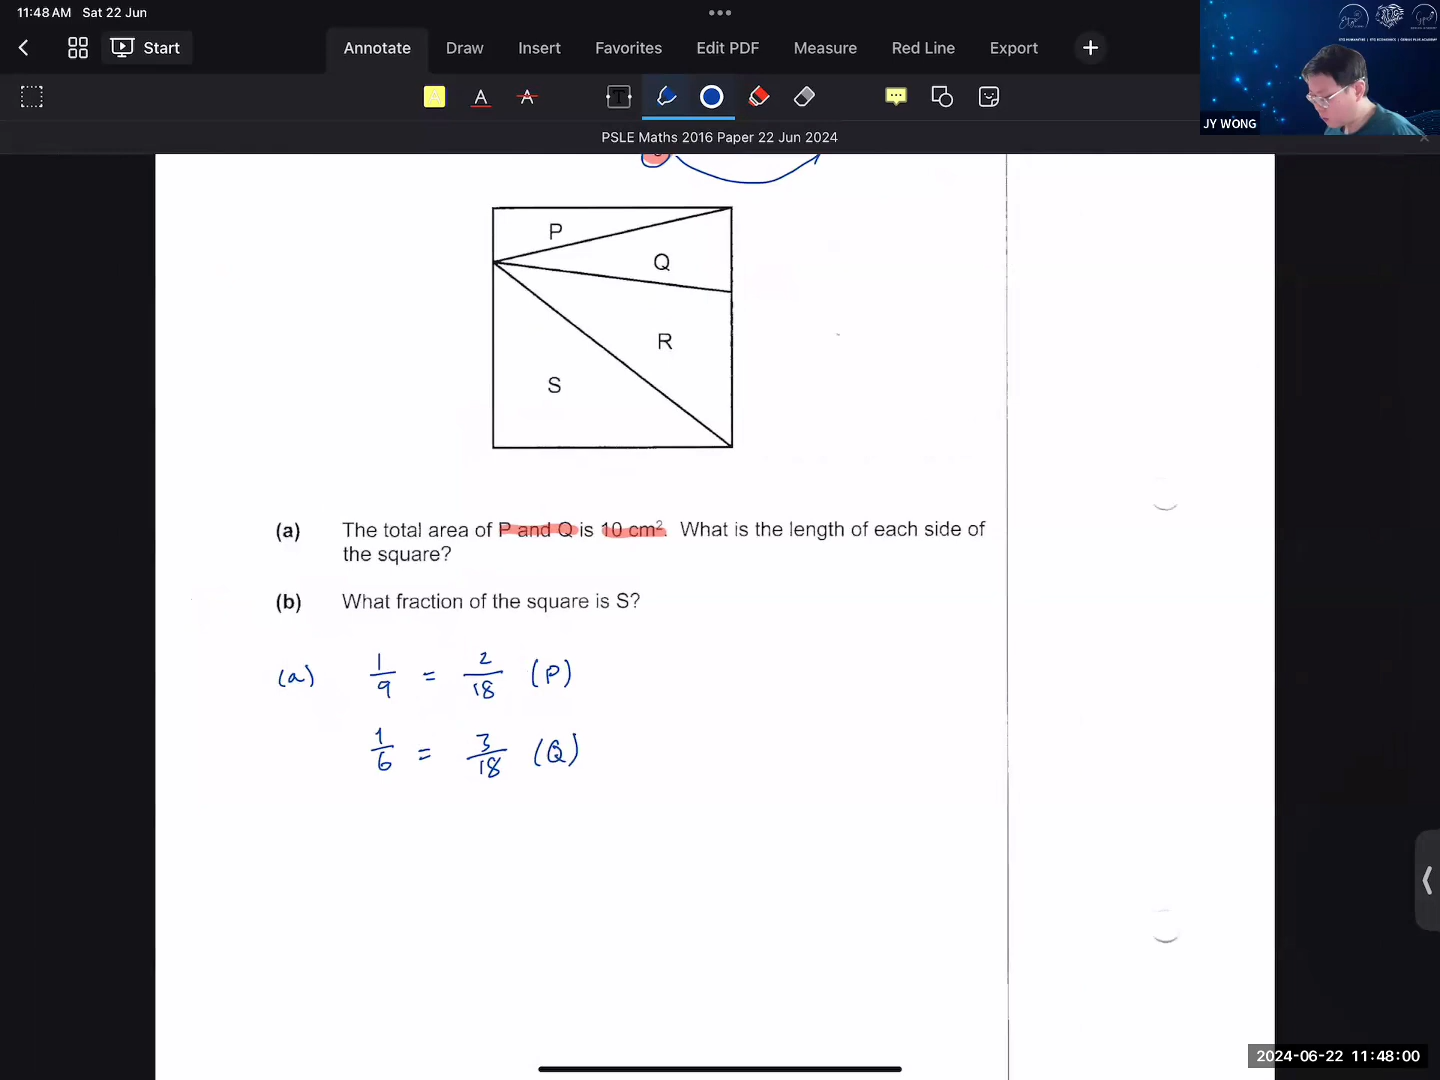 11:48 AM Sat 22 Jun
Start
Annotate Draw Insert Favorites Edit PDF Measure Red Line Export
JY WONG
PSLE Maths 2016 Paper 22 Jun 2024
P
Q
R
S
(a) The total area of P and Q is 10 cm². What is the length of each side of
the square?
(b) What fraction of the square is S?
(a) 1/9 = 2/18 (P)
1/6 = 3/18 (Q)
2024-06-22 11:48:00